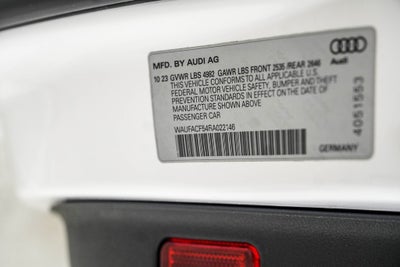 MFD. BY AUDI AG
Audi
10 23 GVWR LBS 4982 GAWR LBS FRONT 2535 /REAR 2646
THIS VEHICLE CONFORMS TO ALL APPLICABLE
FEDERAL MOTOR VEHICLE SAFETY, BUMPER AND THEFT
PREVENTION STANDARDS IN EFFECT ON THE DATE OF
MANUFACTURE SHOWN ABOVE
PASSENGER CAR
WAUFACF54RA022146
GERMANY
4051553